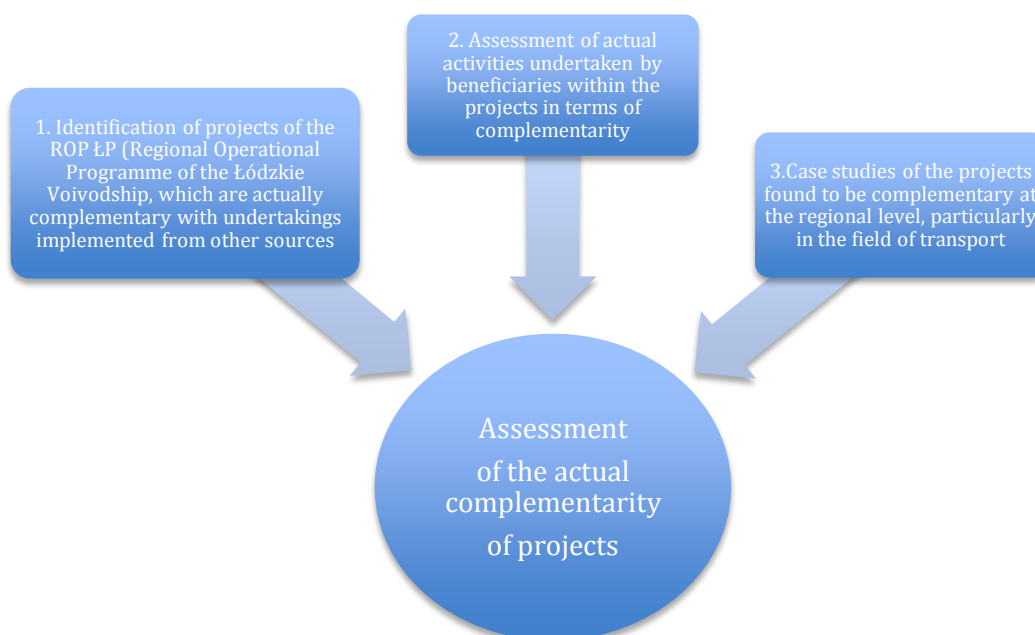 1. Identification of projects of the
ROP ŁP (Regional Operational
Programme of the Łódzkie
Voivodship, which are actually
complementary with undertakings
implemented from other sources
2. Assessment of actual
activities undertaken by
beneficiaries within the
projects in terms of
complementarity
3.Case studies of the projects
found to be complementary at
the regional level, particularly
in the field of transport
Assessment
of the actual
complementarity
of projects